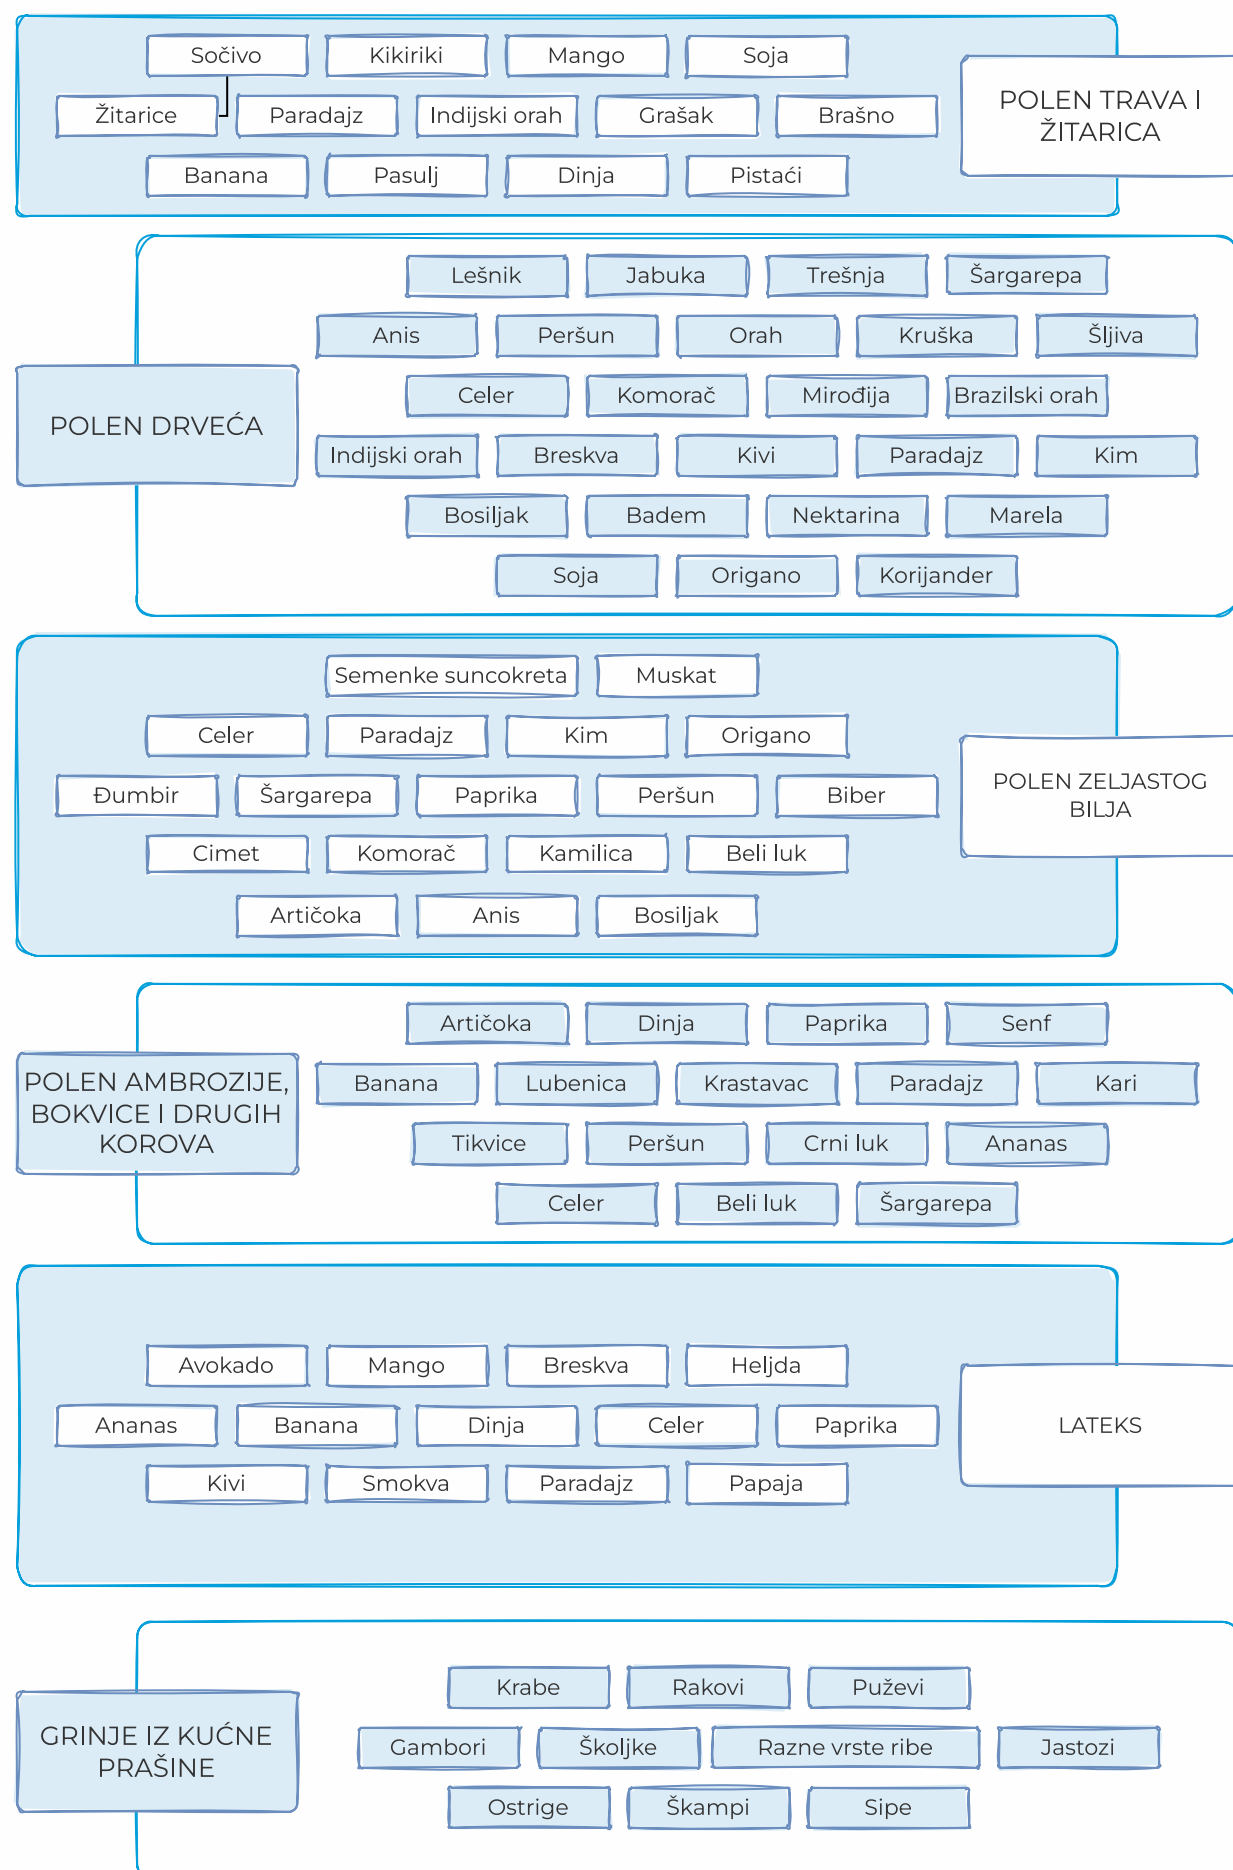 Sočivo Kikiriki Mango Soja
Žitarice Paradajz Indijski orah Grašak Brašno
Banana Pasulj Dinja Pistaći
POLEN TRAVA I
ŽITARICA
Lešnik Jabuka Trešnja Šargarepa
Anis Peršun Orah Kruška Šljiva
Celer Komorač Mirođija Brazilski orah
Indijski orah Breskva Kivi Paradajz Kim
Bosiljak Badem Nektarina Marela
Soja Origano Korijander
POLEN DRVEĆA
Semenke suncokreta Muskat
Celer Paradajz Kim Origano
Đumbir Šargarepa Paprika Peršun Biber
Cimet Komorač Kamilica Beli luk
Artičoka Anis Bosiljak
POLEN ZELJASTOG
BILJA
Artičoka Dinja Paprika Senf
Banana Lubenica Krastavac Paradajz Kari
Tikvice Peršun Crni luk Ananas
Celer Beli luk Šargarepa
POLEN AMBROZIJE,
BOKVICE I DRUGIH
KOROVA
Avokado Mango Breskva Heljda
Ananas Banana Dinja Celer Paprika
Kivi Smokva Paradajz Papaja
LATEKS
Krabe Rakovi Puževi
Gambori Školjke Razne vrste ribe Jastozi
Ostrige Škampi Sipe
GRINJE IZ KUĆNE
PRAŠINE